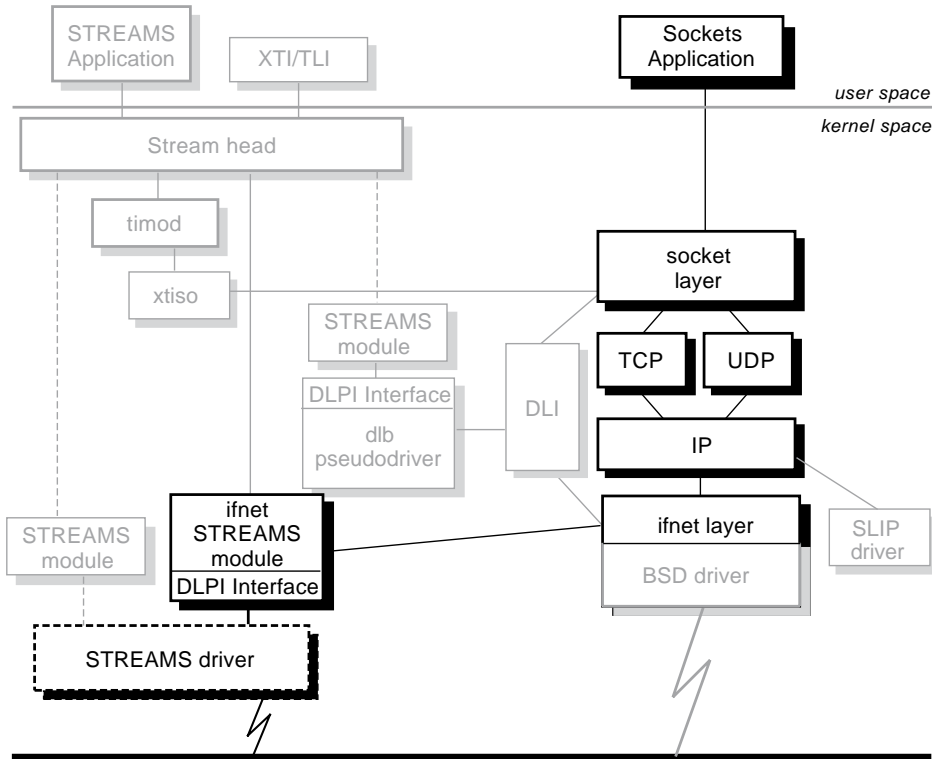 STREAMS
Application
XTI/TLI
Sockets
Application
user space
kernel space
Stream head
timod
xtiso
socket
layer
STREAMS
module
DLPI Interface
dlb
pseudodriver
DLI
TCP
UDP
IP
ifnet
STREAMS
module
DLPI Interface
ifnet layer
BSD driver
SLIP
driver
STREAMS
module
STREAMS driver